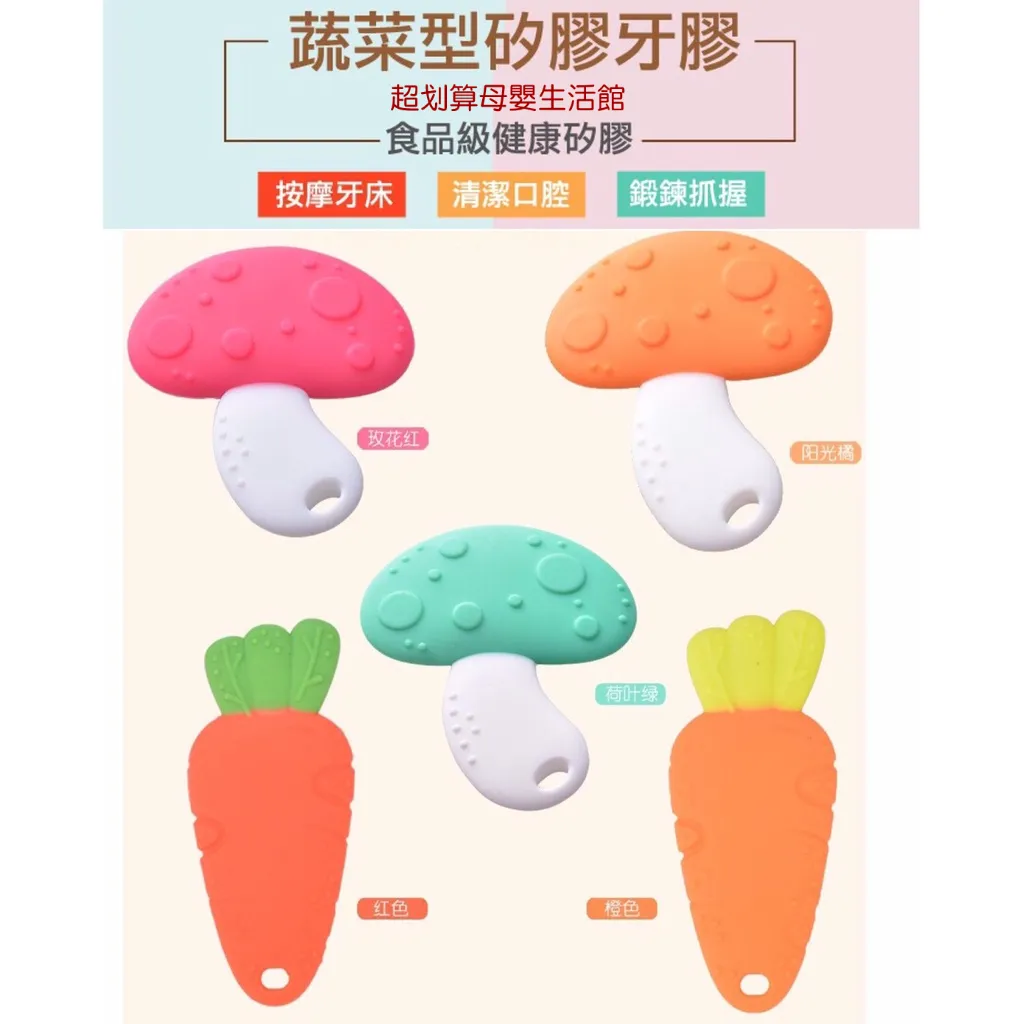 蔬菜型矽膠牙膠
超划算母嬰生活館
食品級健康矽膠
按摩牙床 清潔口腔 鍛鍊抓握
玫花红
阳光橘
荷叶绿
红色
橙色